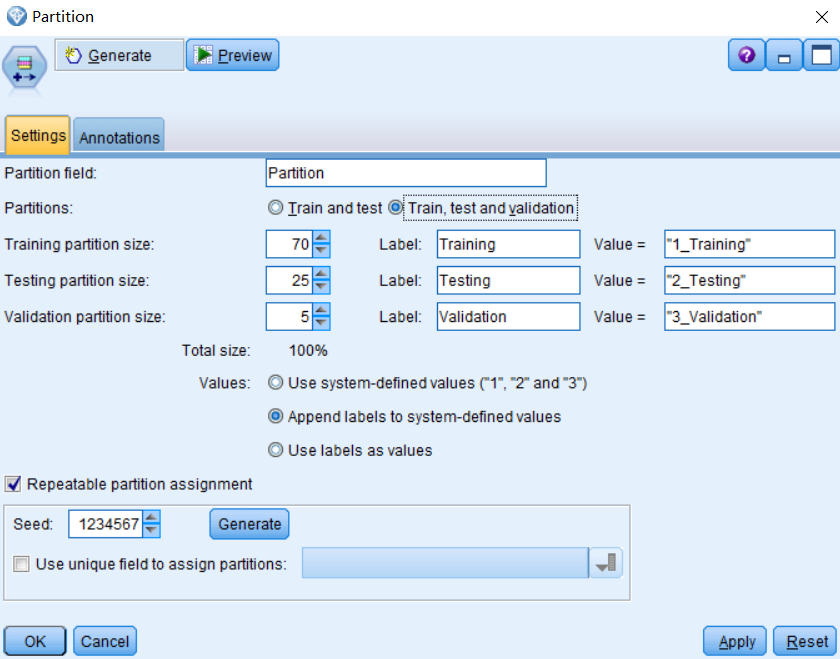 Partition
Generate Preview ?
Settings Annotations
Partition field: Partition
Partitions: Train and test Train, test and validation
Training partition size: 70 Label: Training Value = "1_Training"
Testing partition size: 25 Label: Testing Value = "2_Testing"
Validation partition size: 5 Label: Validation Value = "3_Validation"
Total size: 100%
Values: Use system-defined values ("1", "2" and "3")
Append labels to system-defined values
Use labels as values
Repeatable partition assignment
Seed: 1234567 Generate
Use unique field to assign partitions:
OK Cancel Apply Reset